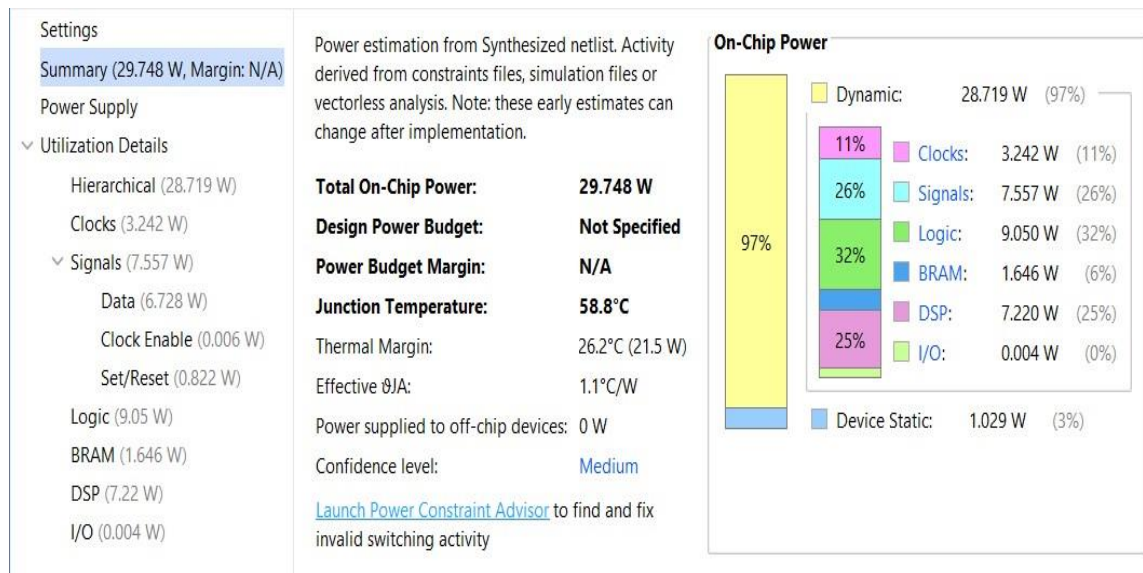 Settings
Summary (29.748 W, Margin: N/A)
Power Supply
Utilization Details
Hierarchical (28.719 W)
Clocks (3.242 W)
Signals (7.557 W)
Data (6.728 W)
Clock Enable (0.006 W)
Set/Reset (0.822 W)
Logic (9.05 W)
BRAM (1.646 W)
DSP (7.22 W)
I/O (0.004 W)
Power estimation from Synthesized netlist. Activity
derived from constraints files, simulation files or
vectorless analysis. Note: these early estimates can
change after implementation.
Total On-Chip Power: 29.748 W
Design Power Budget: Not Specified
Power Budget Margin: N/A
Junction Temperature: 58.8°C
Thermal Margin: 26.2°C (21.5 W)
Effective ϑJA: 1.1°C/W
Power supplied to off-chip devices: 0 W
Confidence level: Medium
Launch Power Constraint Advisor to find and fix
invalid switching activity
On-Chip Power
97%
Dynamic: 28.719 W (97%)
11%
26%
32%
25%
Clocks: 3.242 W (11%)
Signals: 7.557 W (26%)
Logic: 9.050 W (32%)
BRAM: 1.646 W (6%)
DSP: 7.220 W (25%)
I/O: 0.004 W (0%)
Device Static: 1.029 W (3%)